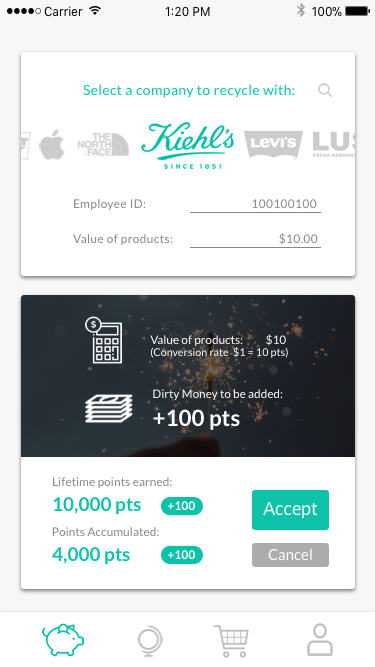 Carrier 1:20 PM 100%
Select a company to recycle with:
THE NORTH FACE Kiehl's SINCE 1851 LEVI'S LUS
FRESH HANDMA
Employee ID: 100100100
Value of products: $10.00
$
Value of products: $10
(Conversion rate $1 = 10 pts)
Dirty Money to be added:
+100 pts
Lifetime points earned:
10,000 pts +100
Accept
Points Accumulated:
4,000 pts +100
Cancel